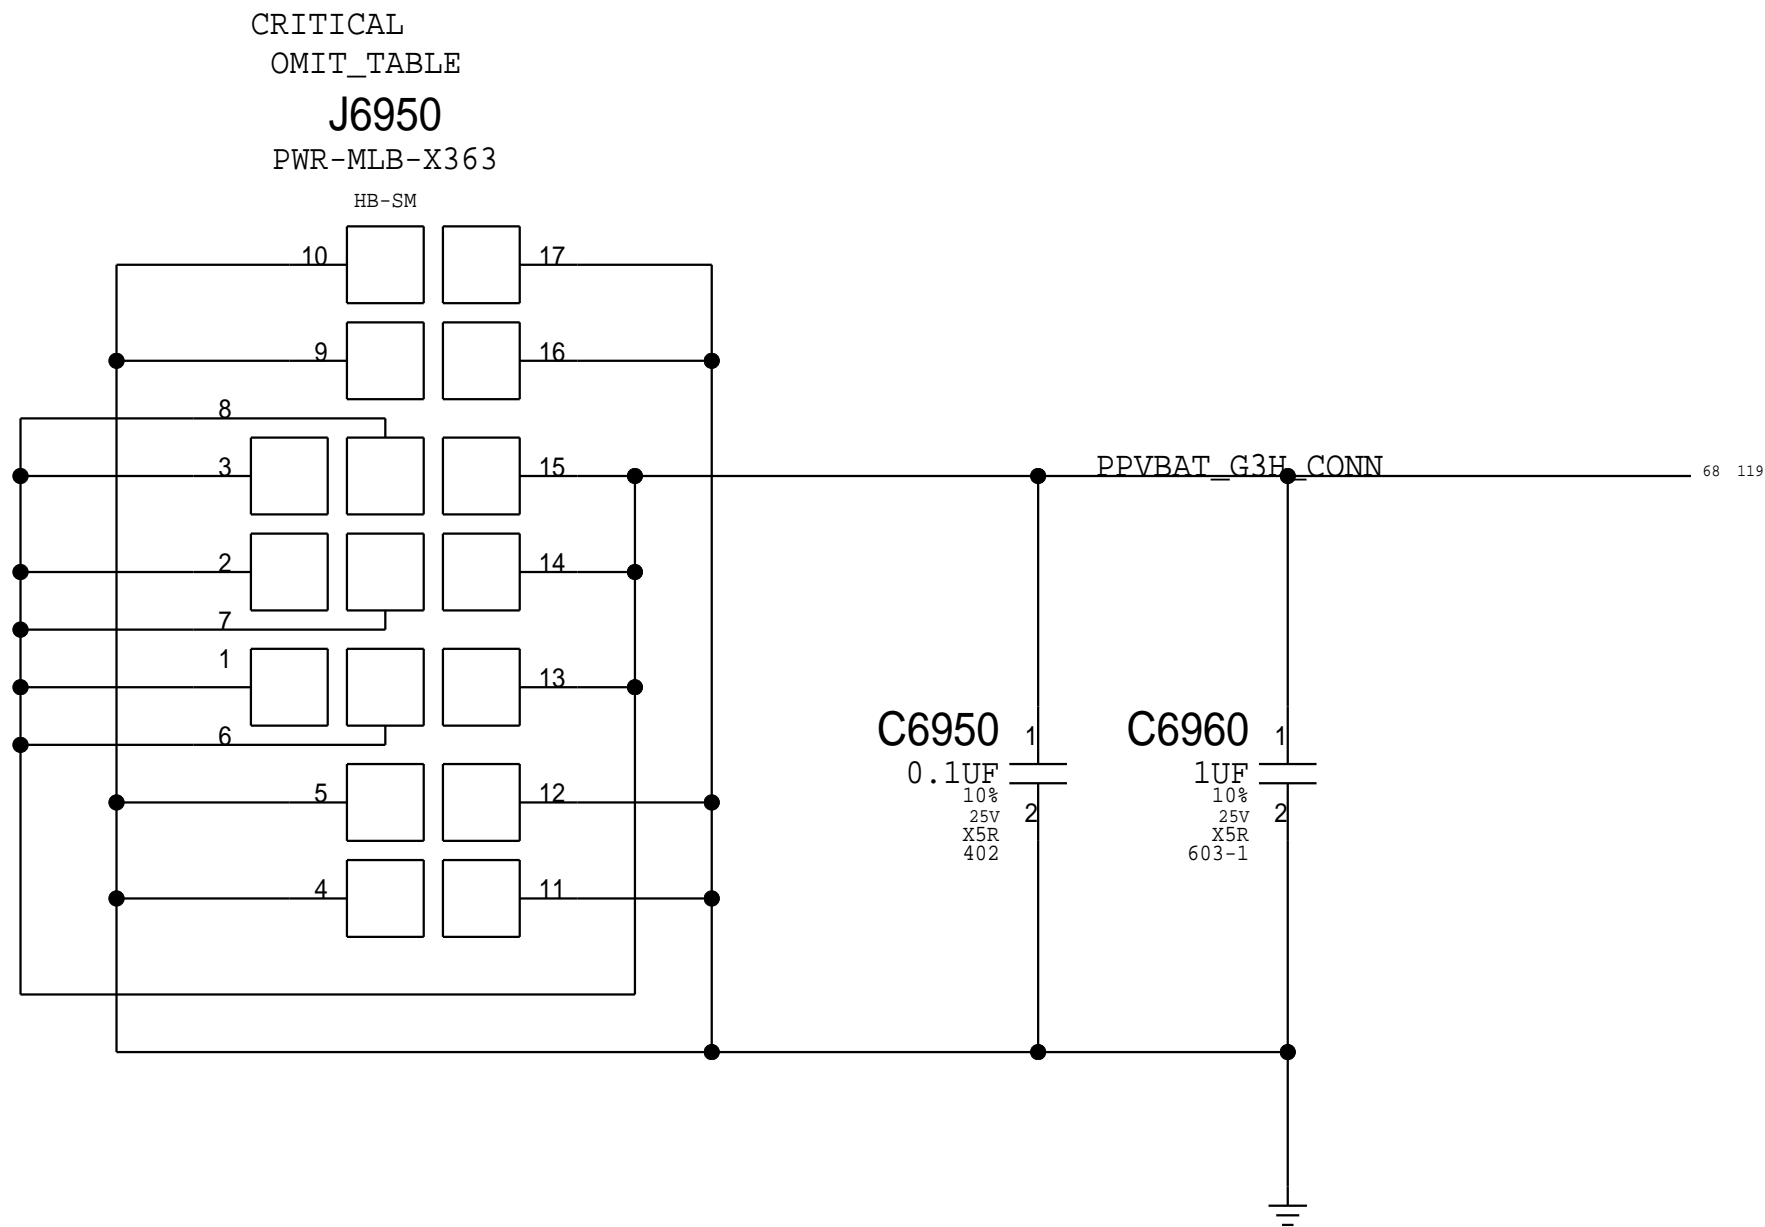 CRITICAL
OMIT_TABLE
J6950
PWR-MLB-X363
HB-SM
10 17
9 16
8
3 15
PPVBAT_G3H_CONN 68 119
2 14
7
1
13
6
C6950 1 C6960 1
0.1UF 1UF
10% 10%
5 12
25V 2 25V 2
X5R X5R
402 603-1
4 11